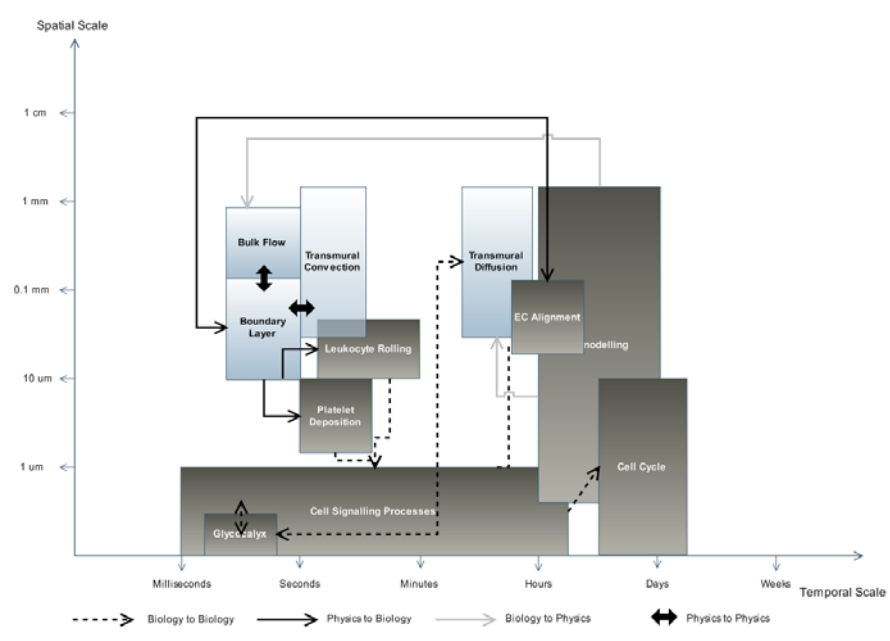 Spatial Scale
1 cm
1 mm
Bulk Flow
Transmural
Convection
Transmural
Diffusion
0.1 mm
EC Alignment
Boundary
Layer
Leukocyte Rolling
modelling
10 um
Platelet
Deposition
1 um
Cell Cycle
Cell Signalling Processes
Glycocalyx
Milliseconds
Seconds
Minutes
Hours
Days
Weeks
Temporal Scale
Biology to Biology
Physics to Biology
Biology to Physics
Physics to Physics